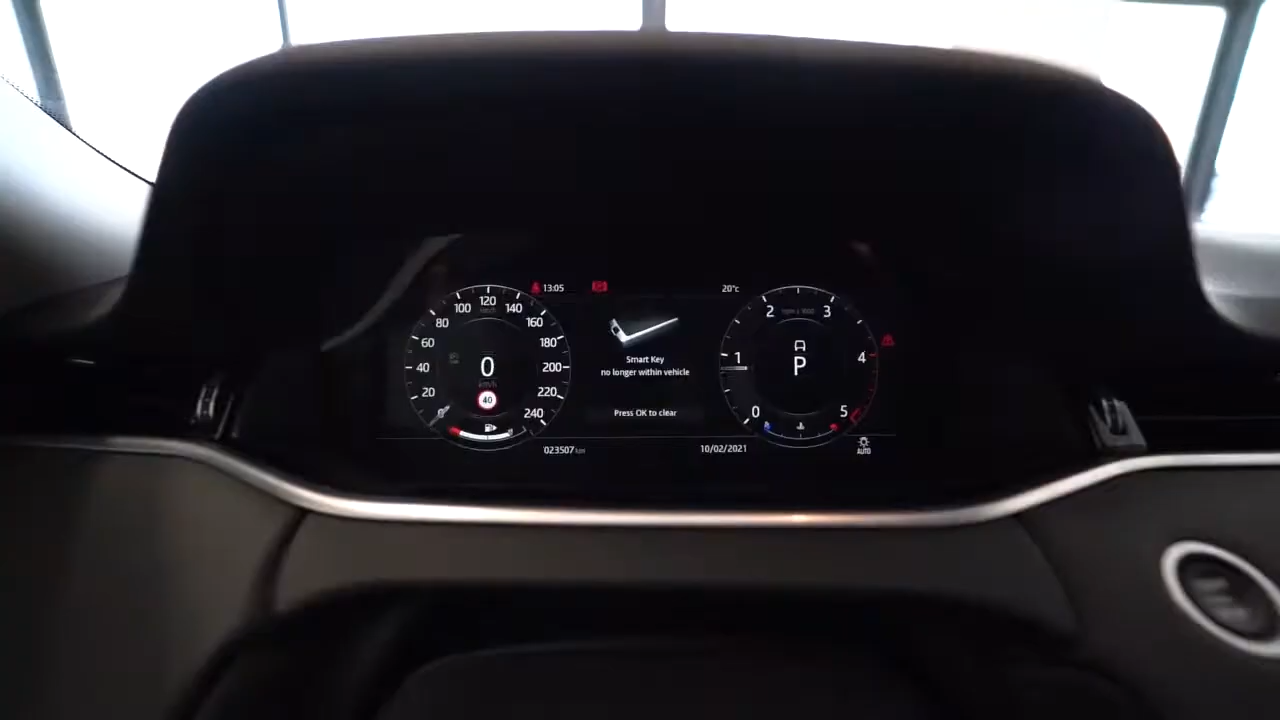 13:05
20°c
120
100
140
80
160
60
180
40
0
200
km/h
20
40
220
240
Smart Key
no longer within vehicle
Press OK to clear
2
3
1
P
4
0
5
023507 km
10/02/2021
AUTO